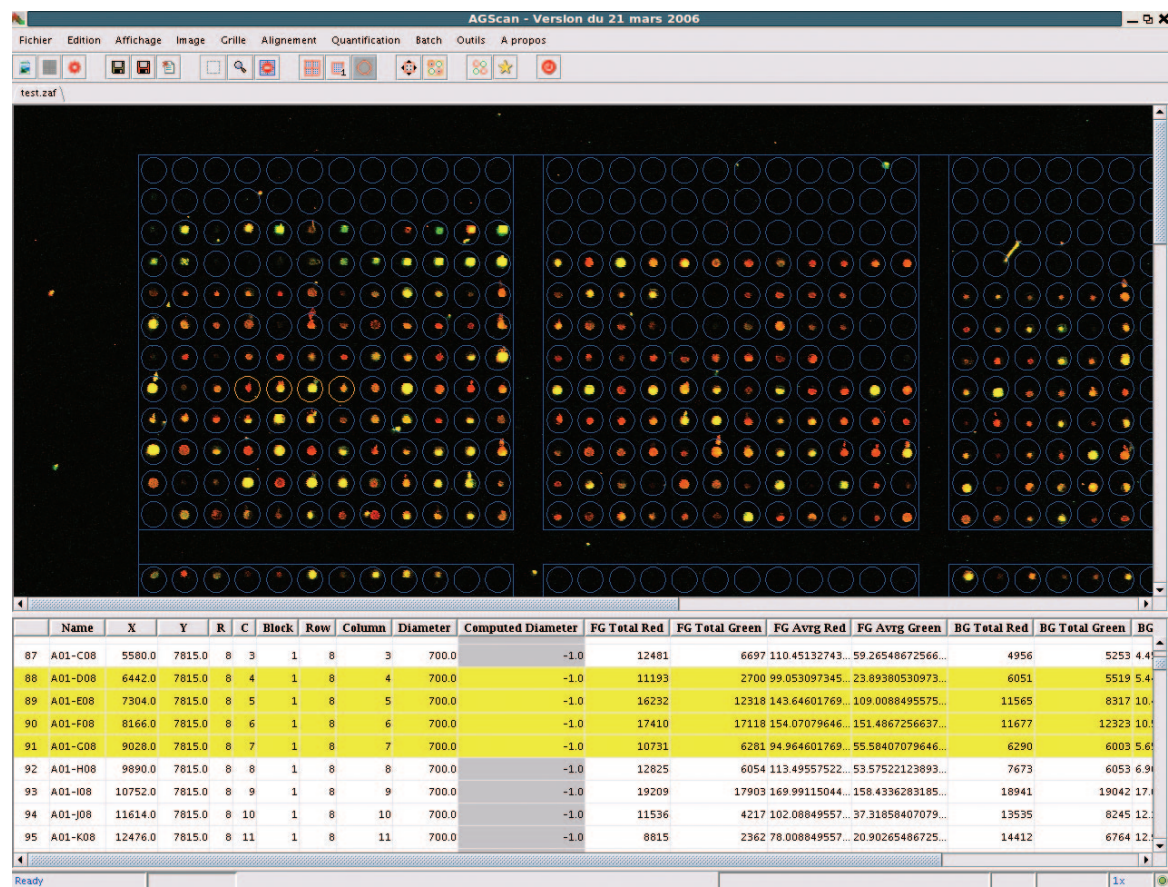 AGScan - Version du 21 mars 2006
Fichier Edition Affichage Image Grille Alignement Quantification Batch Outils A propos
test.zaf
Name X Y R C Block Row Column Diameter Computed Diameter FG Total Red FG Total Green FG Avrg Red FG Avrg Green BG Total Red BG Total Green BG
87 A01-C08 5580.0 7815.0 8 3 1 8 3 700.0 -1.0 12481 6697 110.45132743... 59.26548672566... 4956 5253 4.4
88 A01-D08 6442.0 7815.0 8 4 1 8 4 700.0 -1.0 11193 2700 99.053097345... 23.89380530973... 6051 5519 5.4
89 A01-E08 7304.0 7815.0 8 5 1 8 5 700.0 -1.0 16232 12318 143.64601769... 109.0088495575... 11565 8317 10.
90 A01-F08 8166.0 7815.0 8 6 1 8 6 700.0 -1.0 17410 17118 154.07079646... 151.4867256637... 11677 12323 10.
91 A01-G08 9028.0 7815.0 8 7 1 8 7 700.0 -1.0 10731 6281 94.964601769... 55.58407079646... 6290 6003 5.6
92 A01-H08 9890.0 7815.0 8 8 1 8 8 700.0 -1.0 12825 6054 113.49557522... 53.57522123893... 7673 6053 6.9
93 A01-I08 10752.0 7815.0 8 9 1 8 9 700.0 -1.0 19209 17903 169.99115044... 158.4336283185... 18941 19042 17.
94 A01-J08 11614.0 7815.0 8 10 1 8 10 700.0 -1.0 11536 4217 102.08849557... 37.31858407079... 13535 8245 12.
95 A01-K08 12476.0 7815.0 8 11 1 8 11 700.0 -1.0 8815 2362 78.008849557... 20.90265486725... 14412 6764 12.
Ready 1x